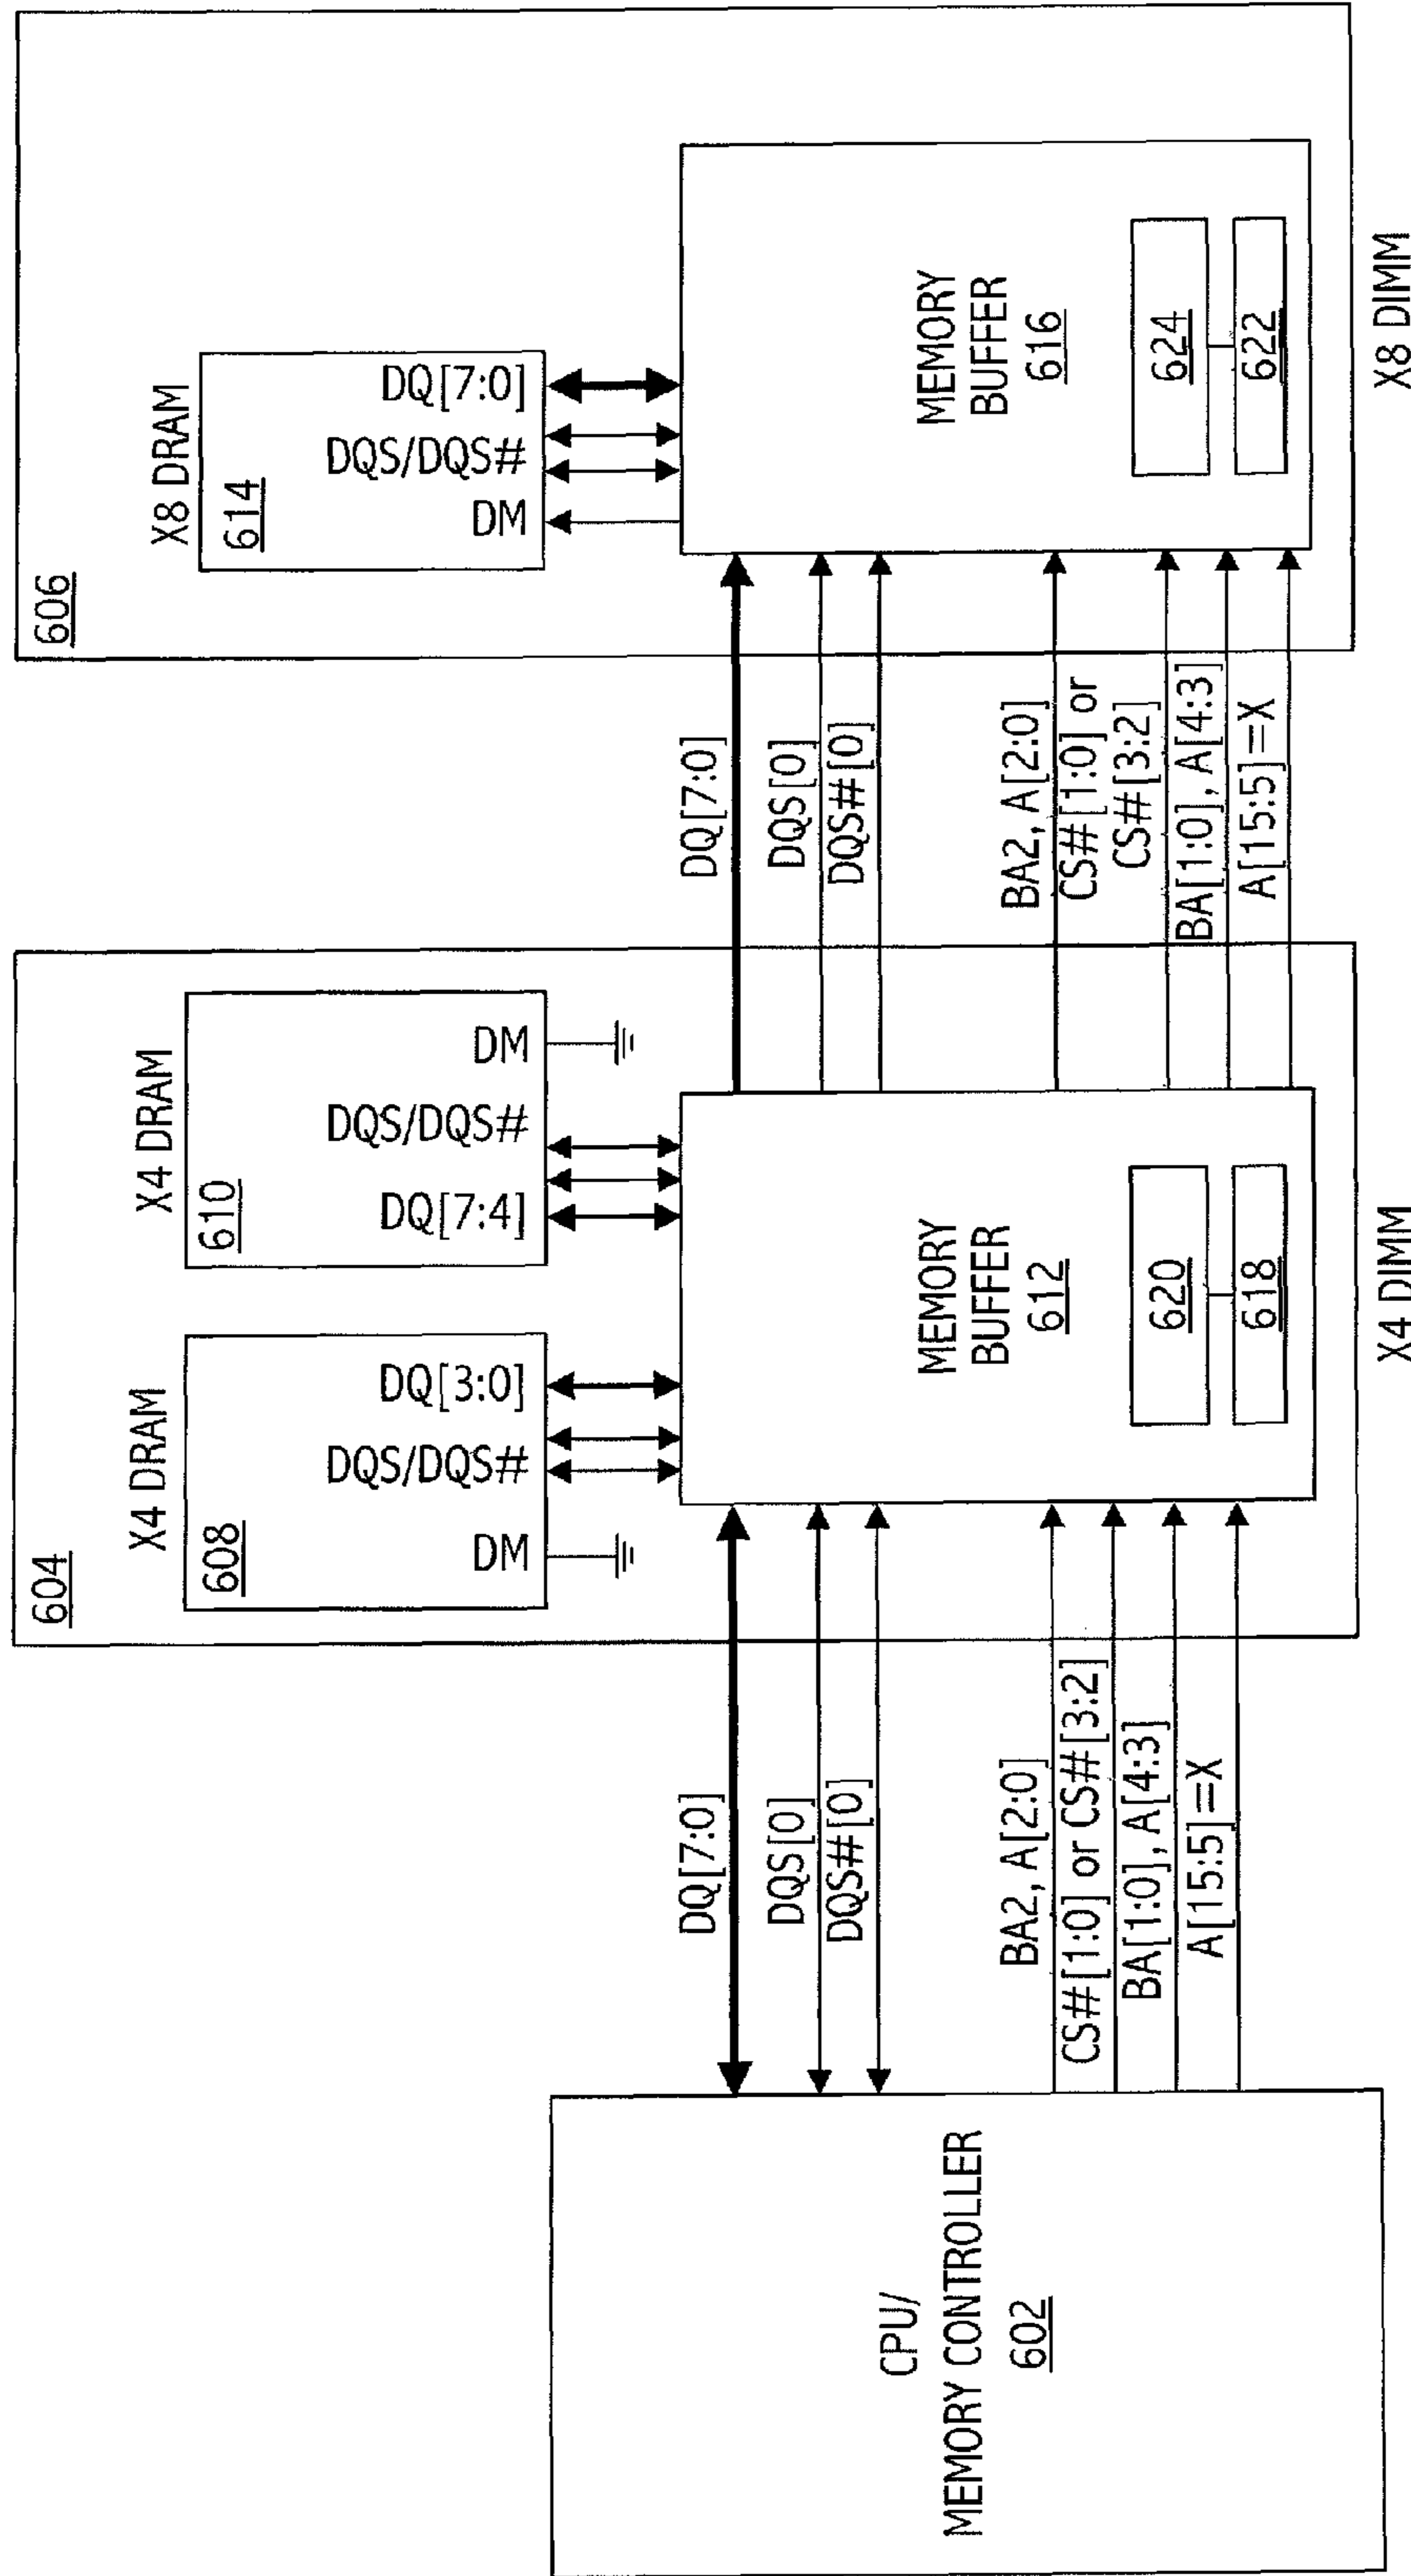 CPU/
MEMORY CONTROLLER
602
DQ[7:0]
DQS[0]
DQS#[0]
BA2, A[2:0]
CS#[1:0] or CS#[3:2]
BA[1:0], A[4:3]
A[15:5]=X
604
X4 DRAM
608
DQ[3:0]
DQS/DQS#
DM
X4 DRAM
610
DM
DQS/DQS#
DQ[7:4]
MEMORY
BUFFER
612
620
618
X4 DIMM
DQ[7:0]
DQS[0]
DQS#[0]
BA2, A[2:0]
CS#[1:0] or
CS#[3:2]
BA[1:0], A[4:3]
A[15:5]=X
606
X8 DRAM
614
DQ[7:0]
DQS/DQS#
DM
MEMORY
BUFFER
616
624
622
X8 DIMM